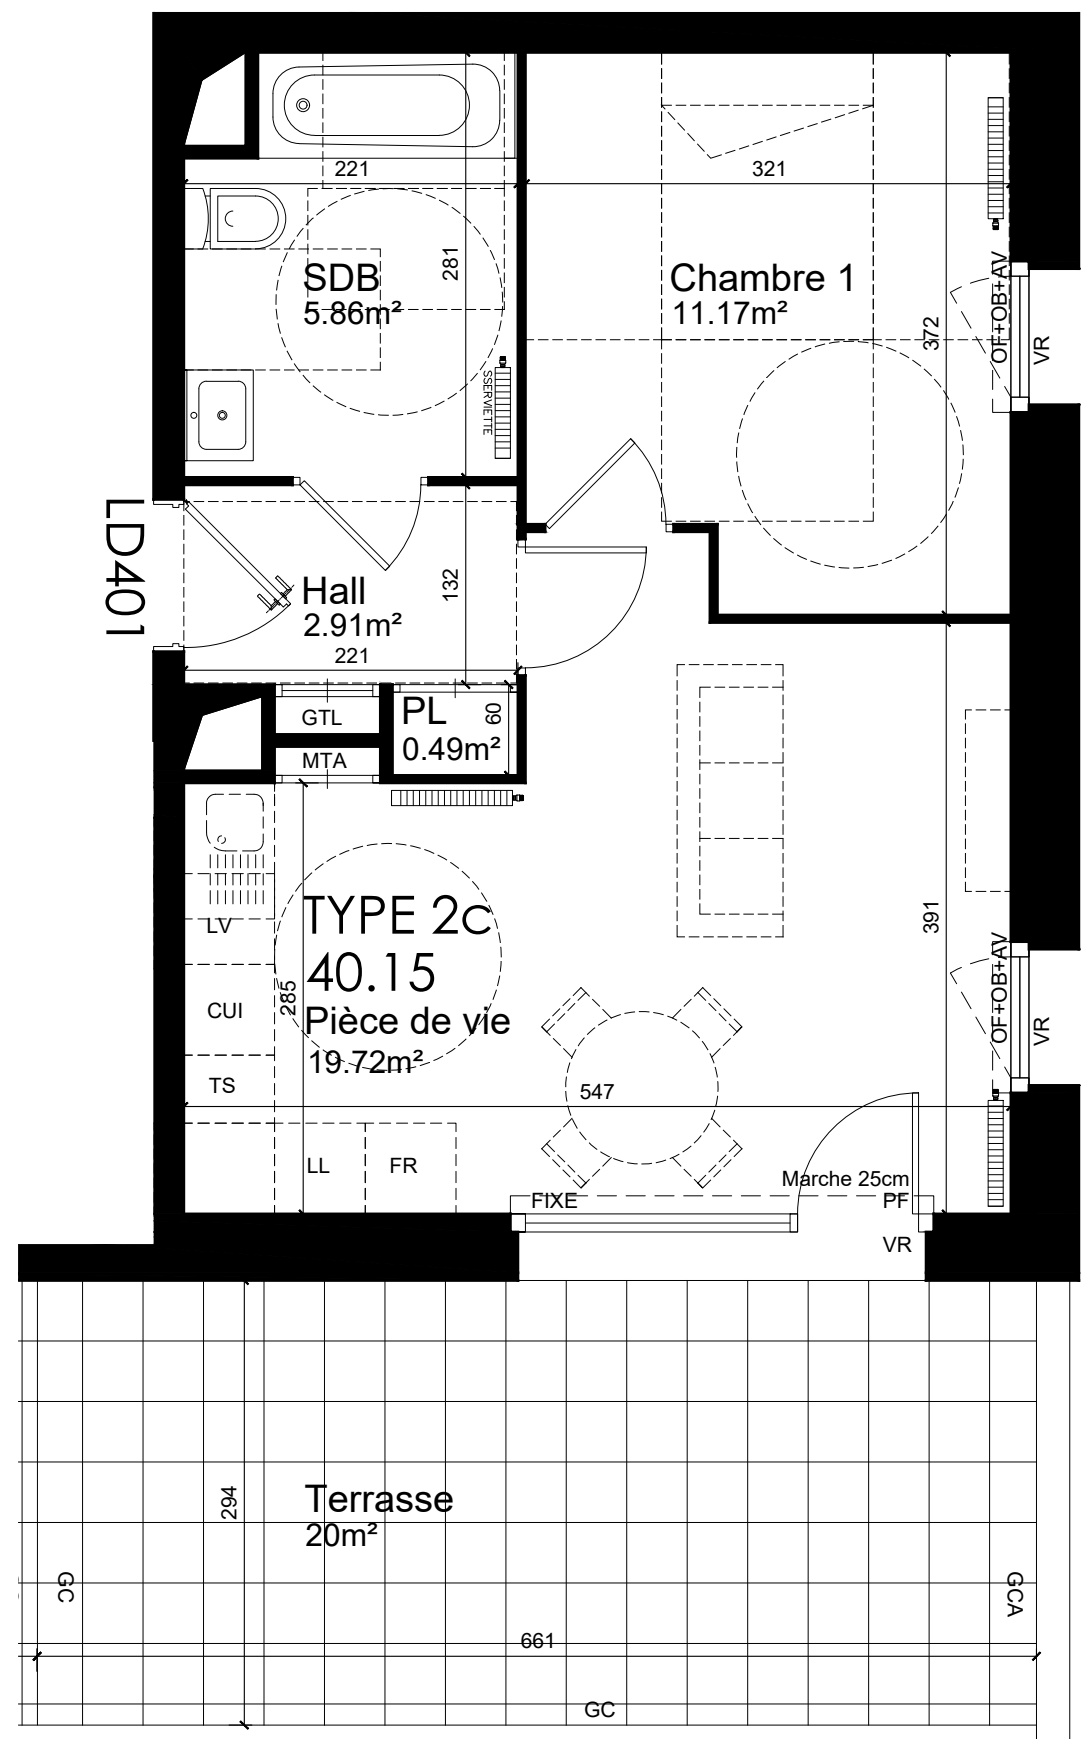 221
321
281
SDB
5.86m²
Chambre 1
11.17m²
372
OF+OB+AV
VR
SSERVIETTE
LD401
Hall
2.91m²
132
221
GTL
PL
0.49m²
60
MTA
LV
TYPE 2c
40.15
Pièce de vie
19.72m²
285
CUI
TS
391
OF+OB+AV
VR
547
LL
FR
Marche 25cm
FIXE
PF
VR
Terrasse
20m²
294
GC
GCA
661
GC